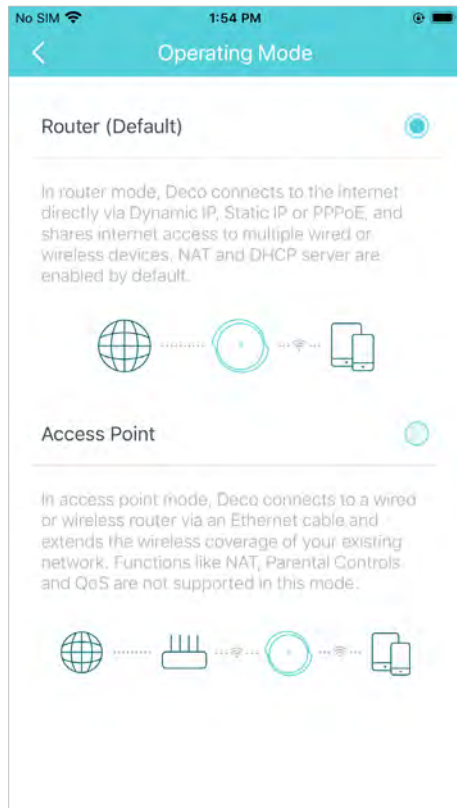 No SIM 1:54 PM
Operating Mode
Router (Default)
In router mode, Deco connects to the internet
directly via Dynamic IP, Static IP or PPPoE, and
shares internet access to multiple wired or
wireless devices. NAT and DHCP server are
enabled by default.
Access Point
In access point mode, Deco connects to a wired
or wireless router via an Ethernet cable and
extends the wireless coverage of your existing
network. Functions like NAT, Parental Controls
and QoS are not supported in this mode.